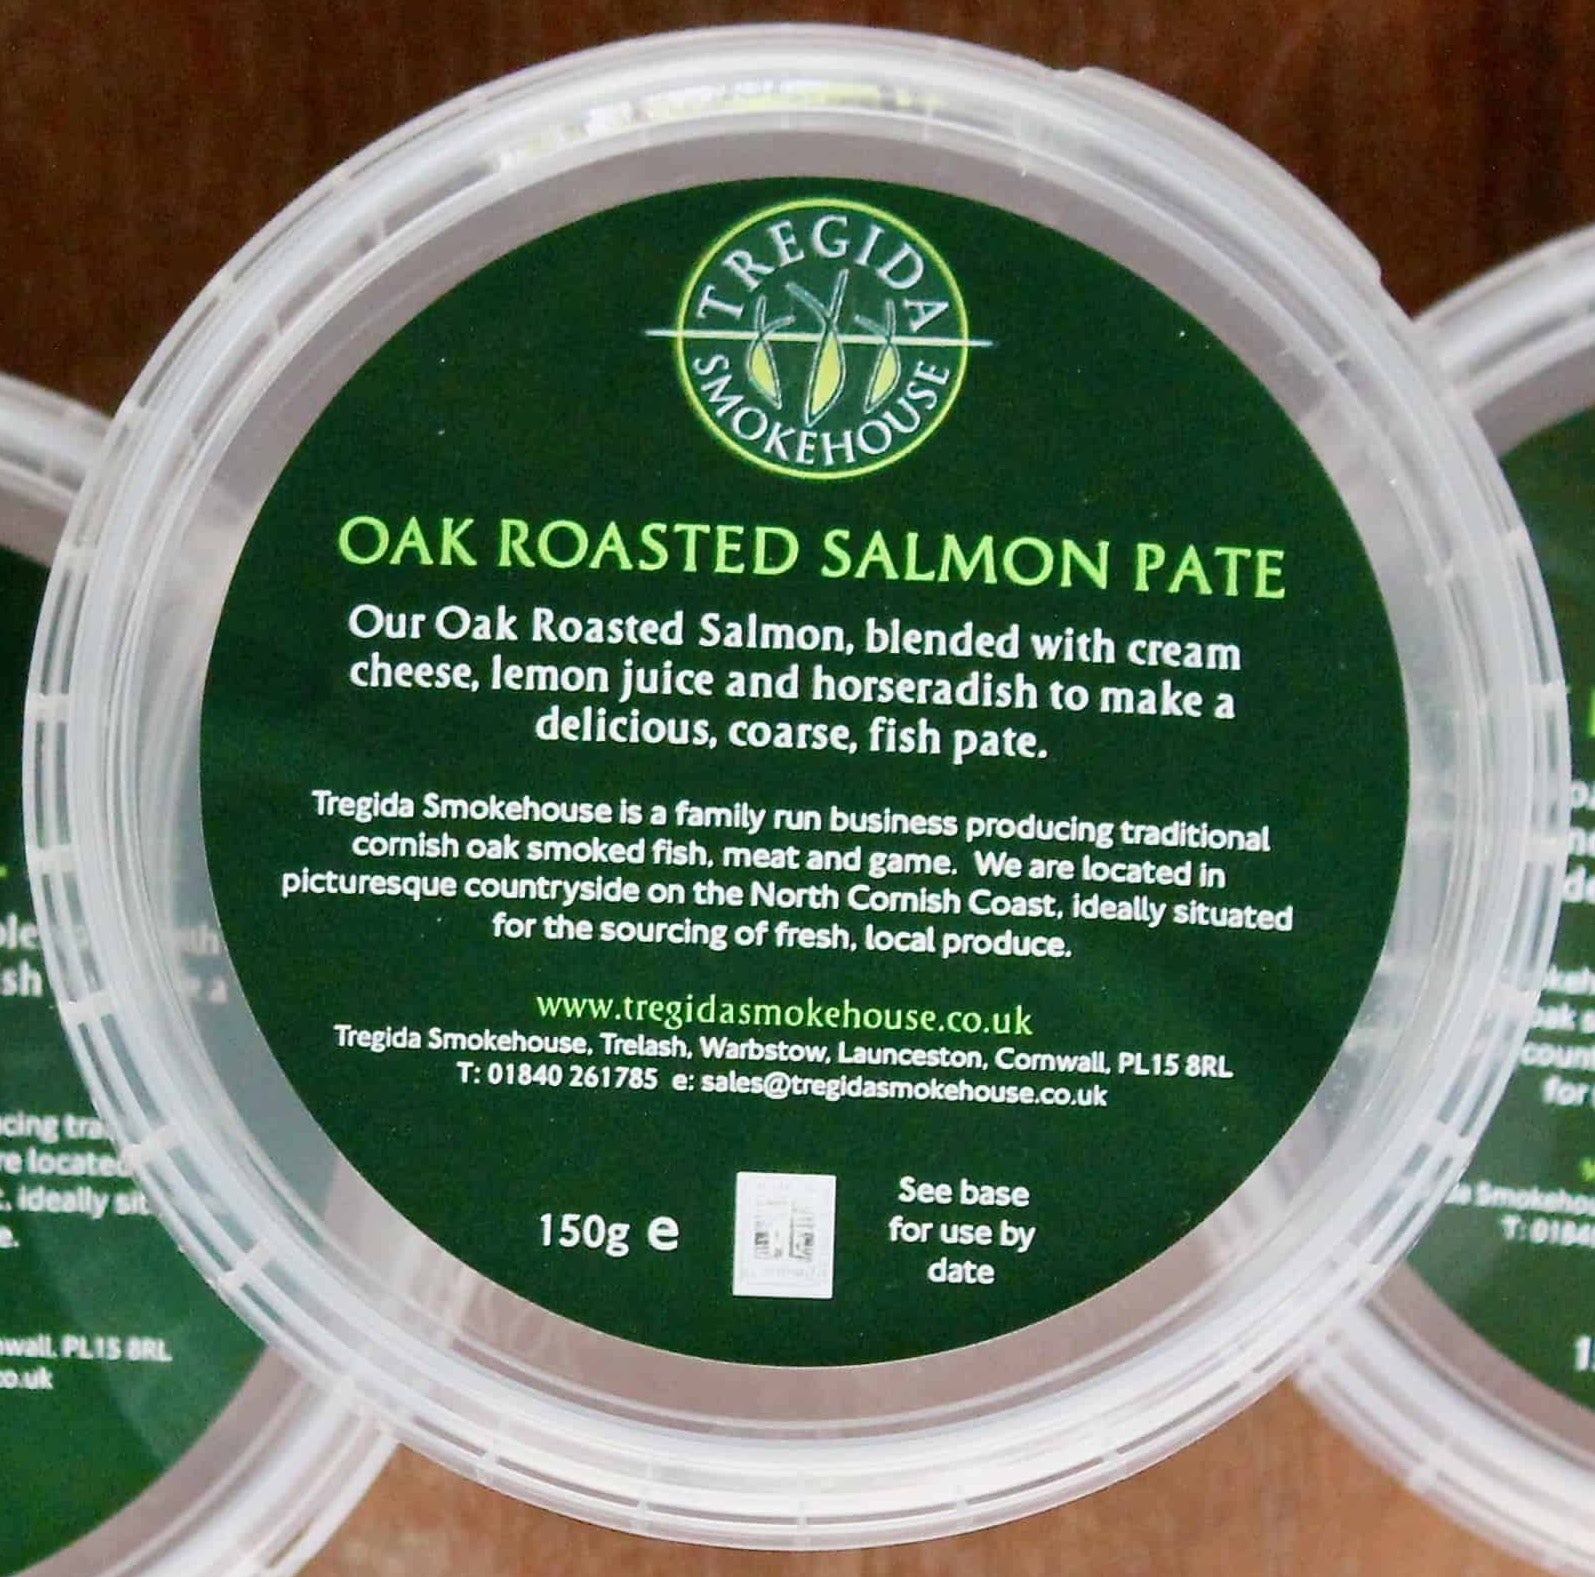 TREGIDA
SMOKEHOUSE
OAK ROASTED SALMON PATE
Our Oak Roasted Salmon, blended with cream
cheese, lemon juice and horseradish to make a
delicious, coarse, fish pate.
Tregida Smokehouse is a family run business producing traditional
cornish oak smoked fish, meat and game. We are located in
picturesque countryside on the North Cornish Coast, ideally situated
for the sourcing of fresh, local produce.
www.tregidasmokehouse.co.uk
Tregida Smokehouse, Trelash, Warbstow, Launceston, Cornwall, PL15 8RL
T: 01840 261785 e: sales@tregidasmokehouse.co.uk
150g e
See base
for use by
date
located
ideally
PL15 8RL